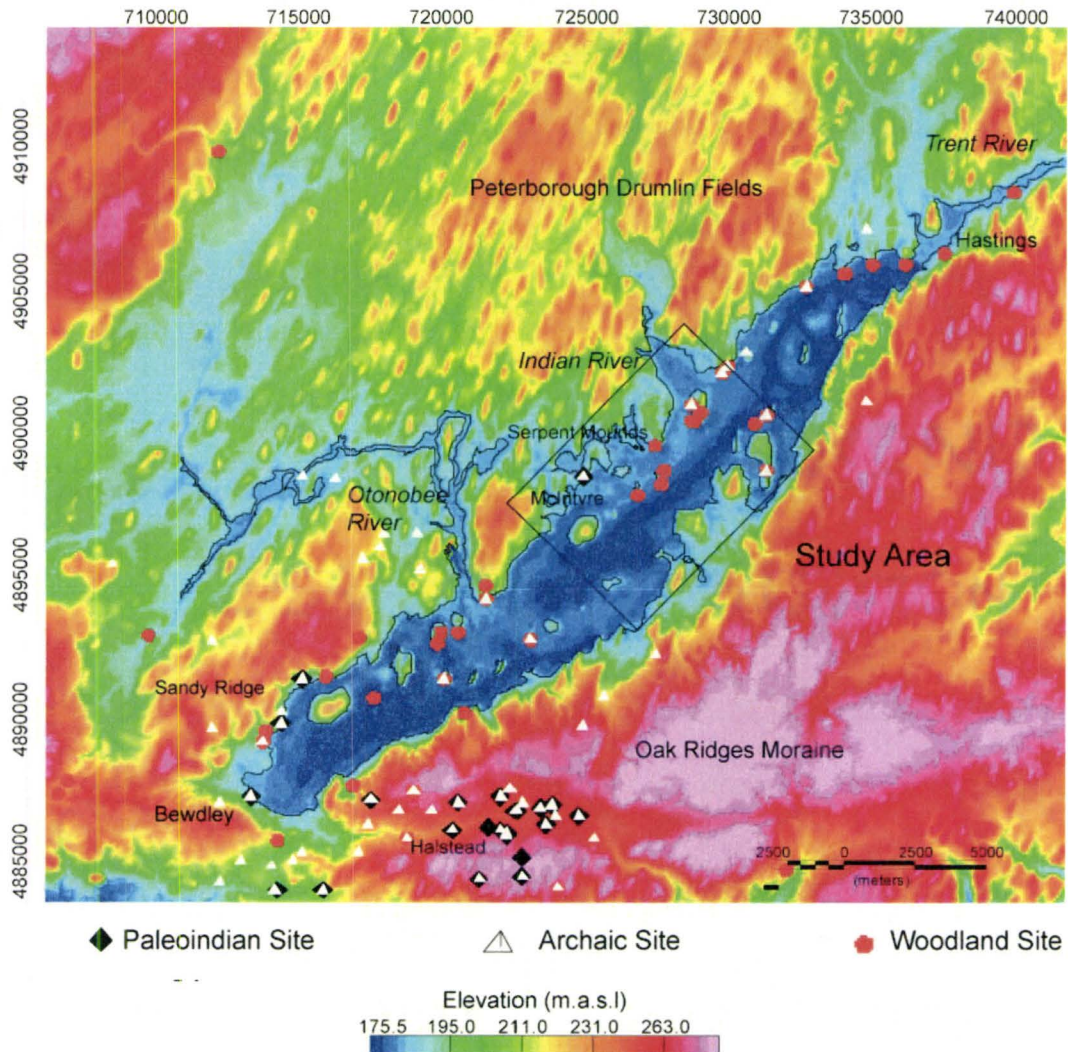 710000 715000 720000 725000 730000 735000 740000
4910000
4905000
4900000
4895000
4890000
4885000
Trent River
Peterborough Drumlin Fields
Hastings
Indian River
Serpent Mounds
McIntyre
Otonobee
River
Study Area
Sandy Ridge
Oak Ridges Moraine
Bewdley
Halstead
2500 0 2500 5000
(meters)
Paleoindian Site Archaic Site Woodland Site
Elevation (m.a.s.l)
175.5 195.0 211.0 231.0 263.0